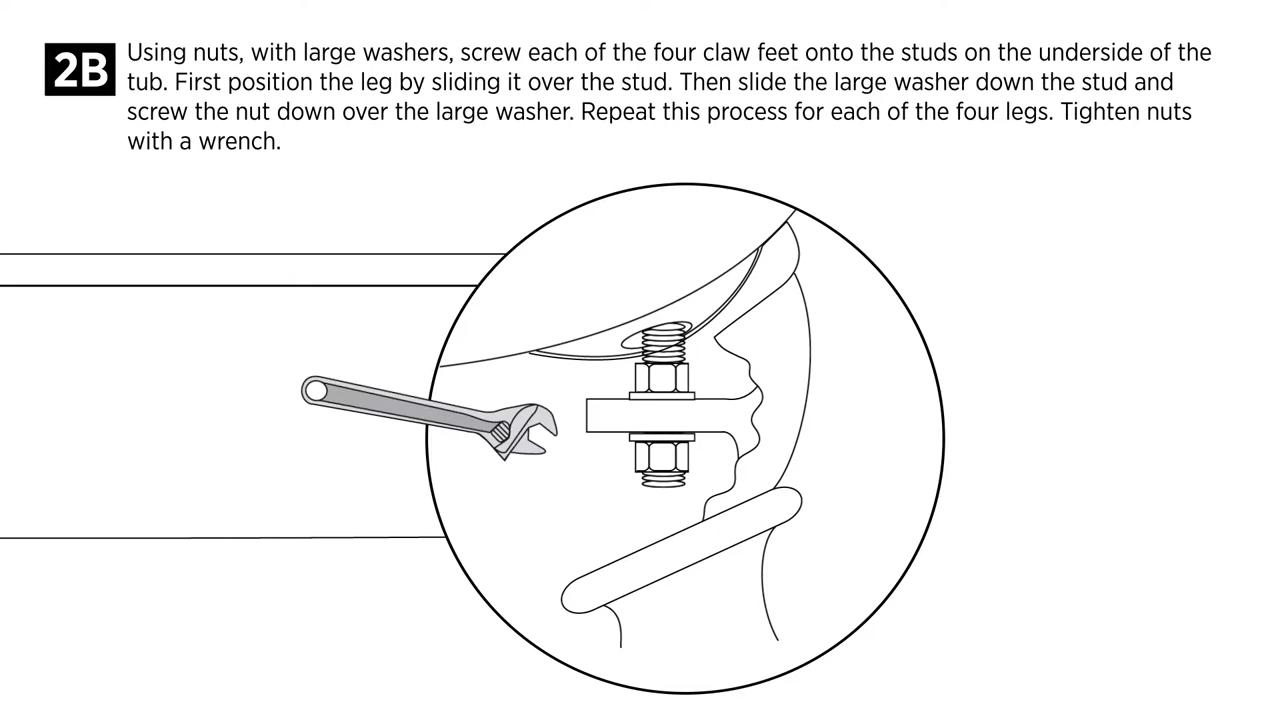 2B
Using nuts, with large washers, screw each of the four claw feet onto the studs on the underside of the
tub. First position the leg by sliding it over the stud. Then slide the large washer down the stud and
screw the nut down over the large washer. Repeat this process for each of the four legs. Tighten nuts
with a wrench.